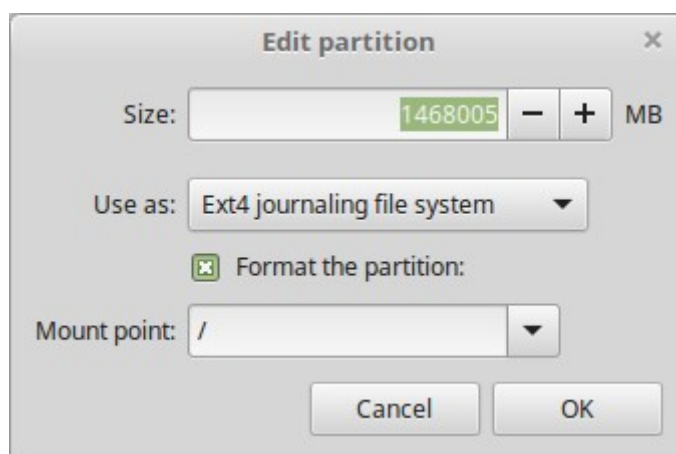 Edit partition
Size: 1468005 MB
Use as: Ext4 journaling file system
Format the partition:
Mount point: /
Cancel OK